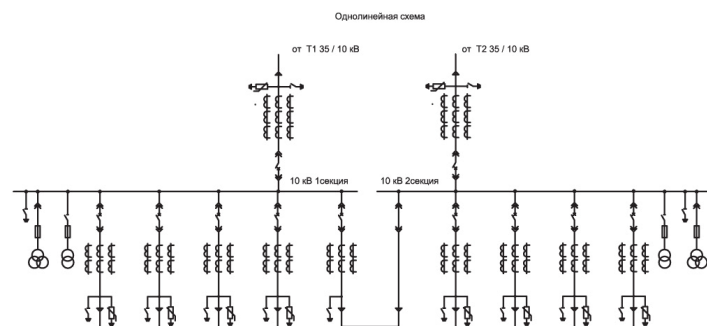 Однолинейная схема
от Т1 35 / 10 кВ
от Т2 35 / 10 кВ
10 кВ 1секция
10 кВ 2секция